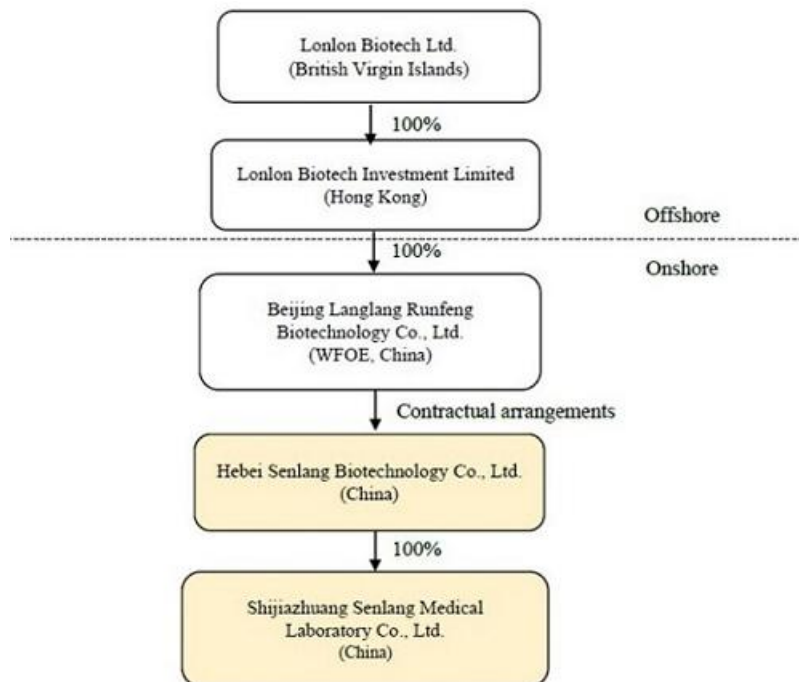 Lonlon Biotech Ltd.
(British Virgin Islands)
100%
Lonlon Biotech Investment Limited
(Hong Kong)
Offshore
100%
Onshore
Beijing Langlang Runfeng
Biotechnology Co., Ltd.
(WFOE, China)
Contractual arrangements
Hebei Senlang Biotechnology Co., Ltd.
(China)
100%
Shijiazhuang Senlang Medical
Laboratory Co., Ltd.
(China)